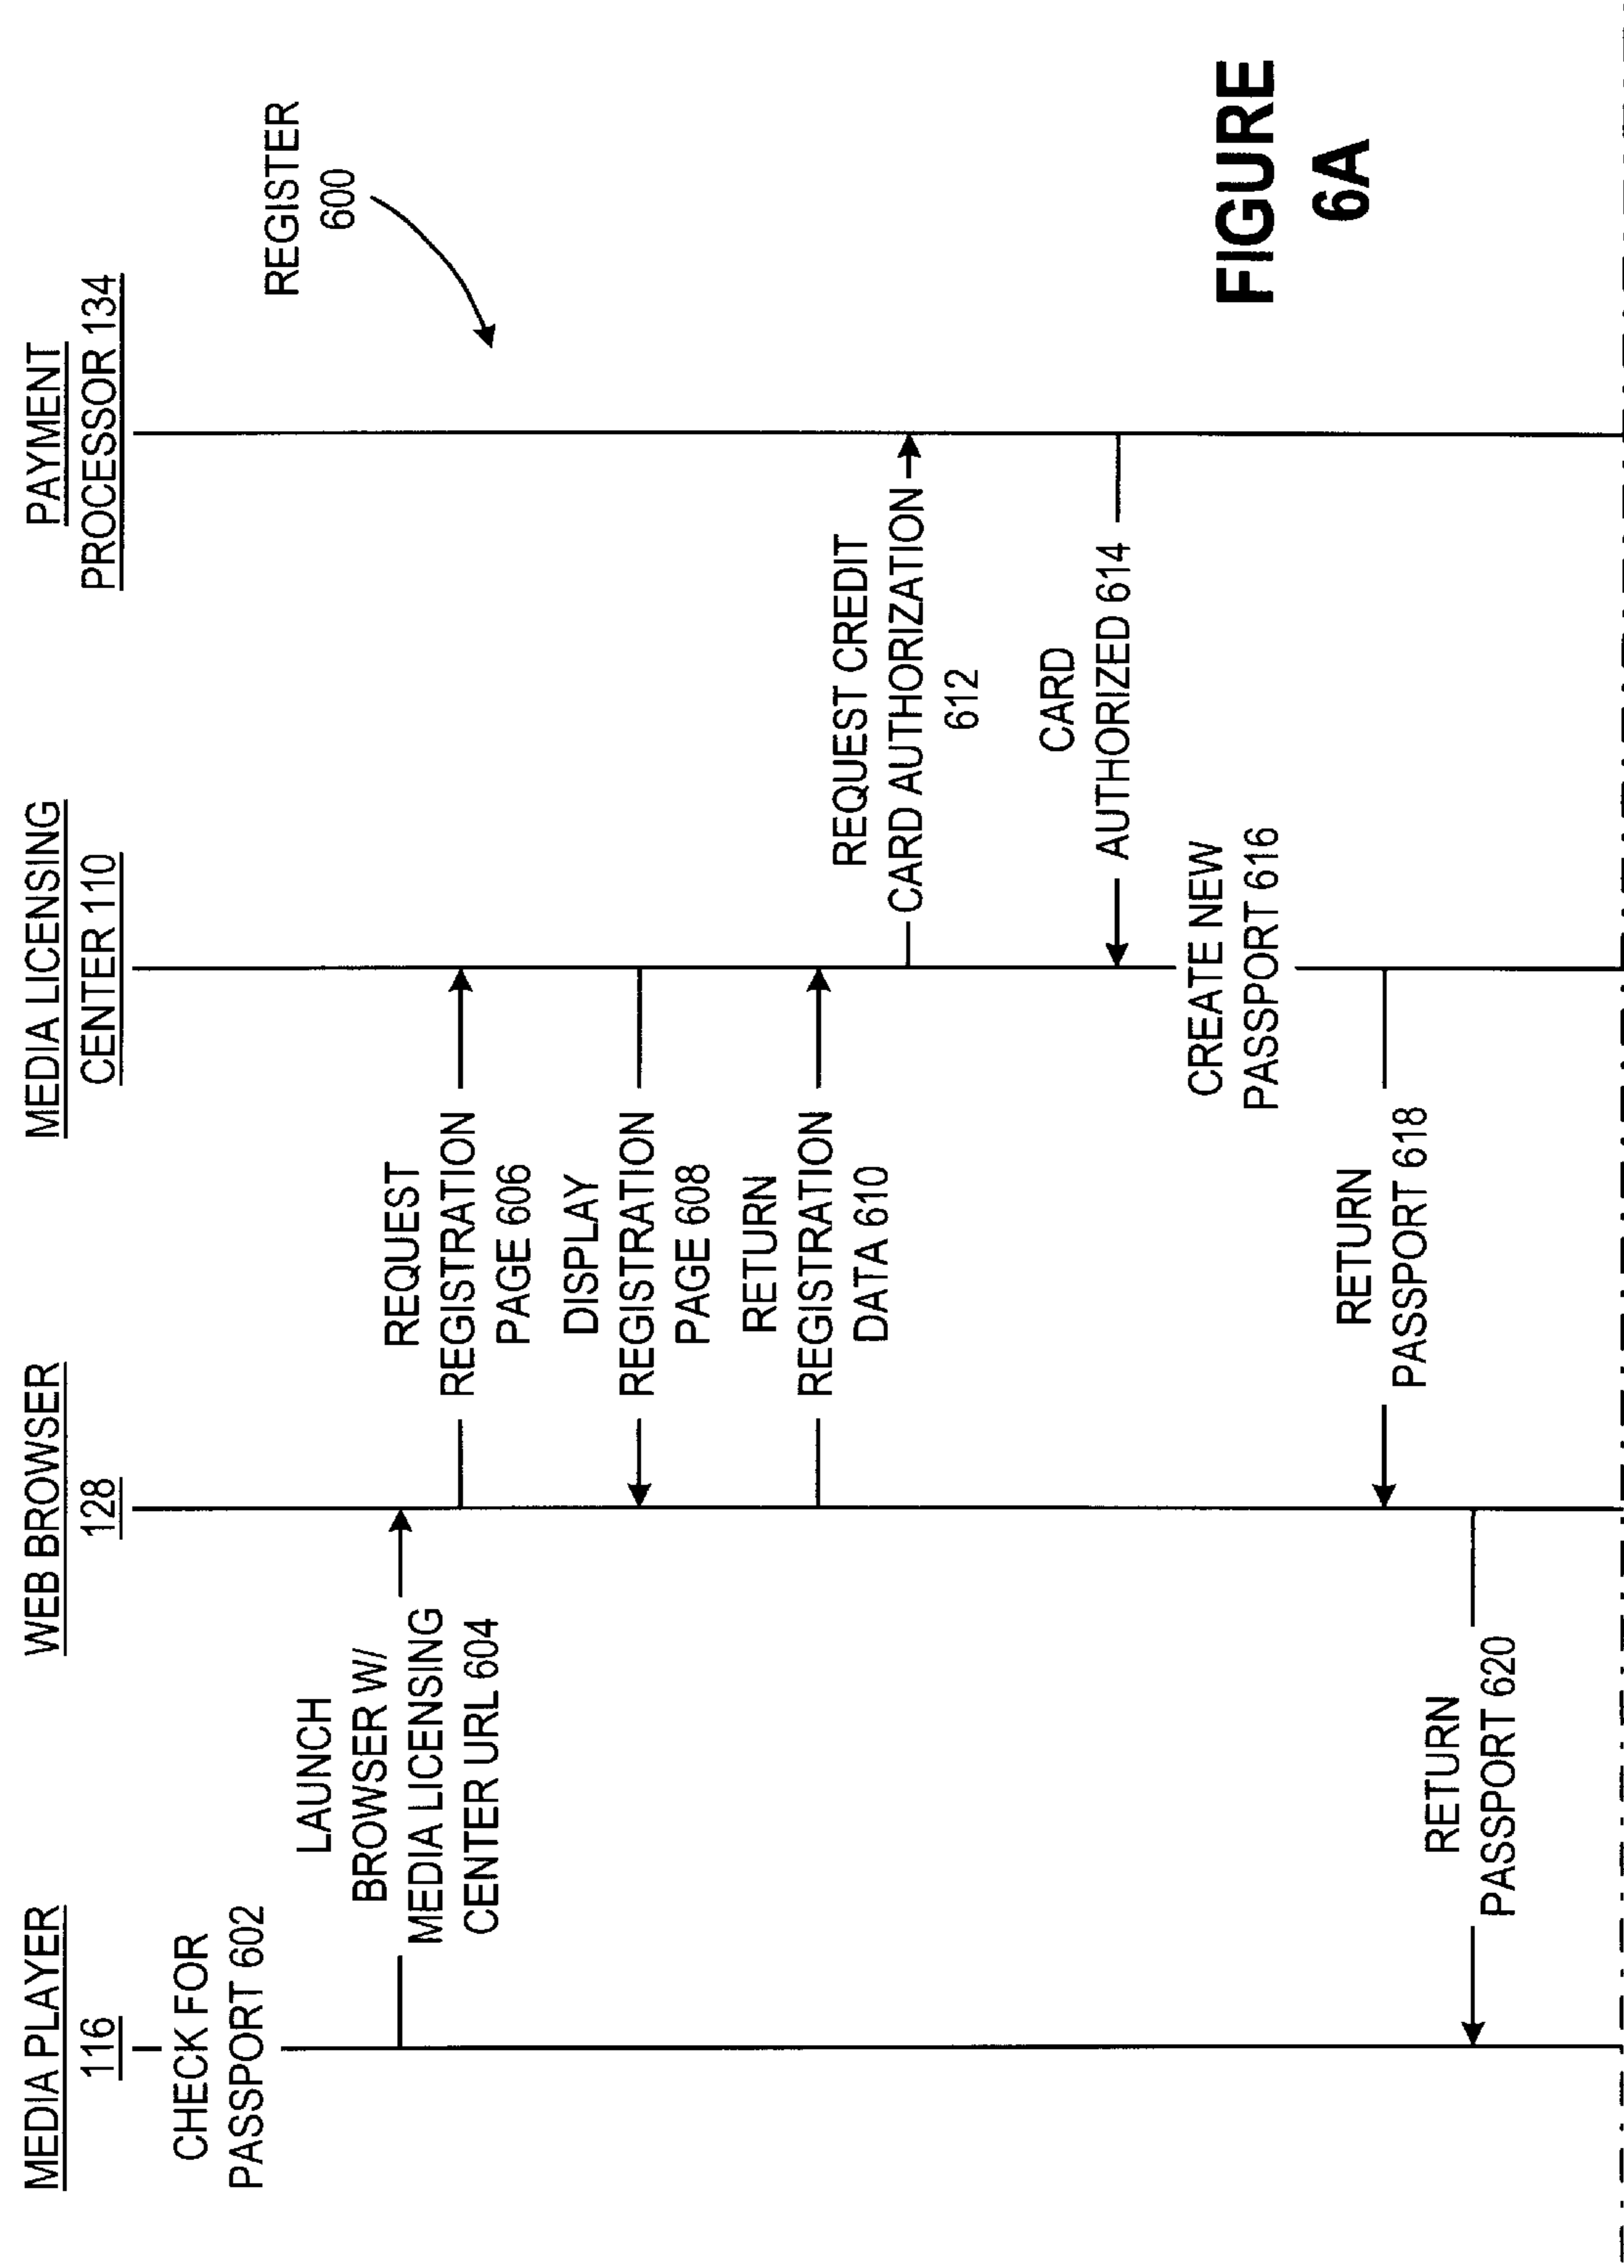 MEDIA PLAYER
116
WEB BROWSER
128
MEDIA LICENSING
CENTER 110
PAYMENT
PROCESSOR 134
CHECK FOR
PASSPORT 602
REGISTER
600
LAUNCH
BROWSER W/
MEDIA LICENSING
CENTER URL 604
REQUEST
REGISTRATION
PAGE 606
DISPLAY
REGISTRATION
PAGE 608
RETURN
REGISTRATION
DATA 610
REQUEST CREDIT
CARD AUTHORIZATION
612
CARD
AUTHORIZED 614
CREATE NEW
PASSPORT 616
RETURN
PASSPORT 618
RETURN
PASSPORT 620
FIGURE
6A